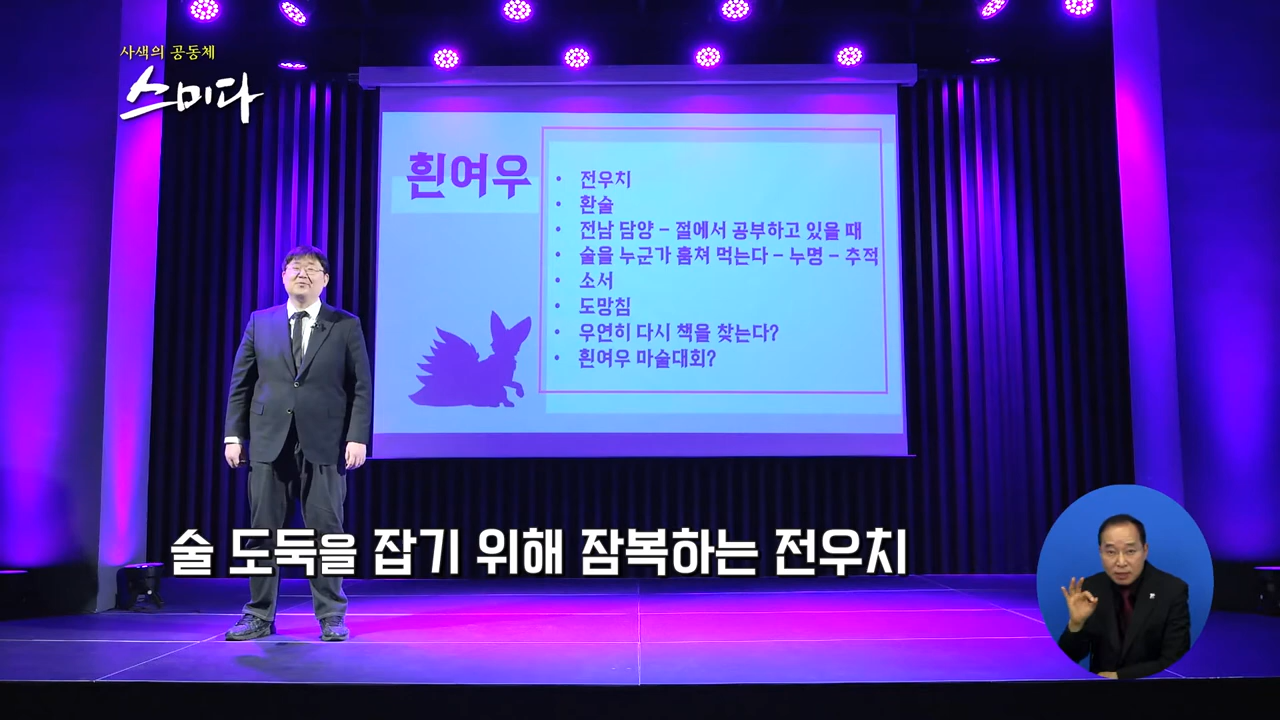 사색의 공동체
스미다
흰여우
• 전우치
• 환술
• 전남 담양 - 절에서 공부하고 있을 때
• 술을 누군가 훔쳐 먹는다 - 누명 - 추적
• 소서
• 도망침
• 우연히 다시 책을 찾는다?
• 흰여우 마술대회?
술 도둑을 잡기 위해 잠복하는 전우치